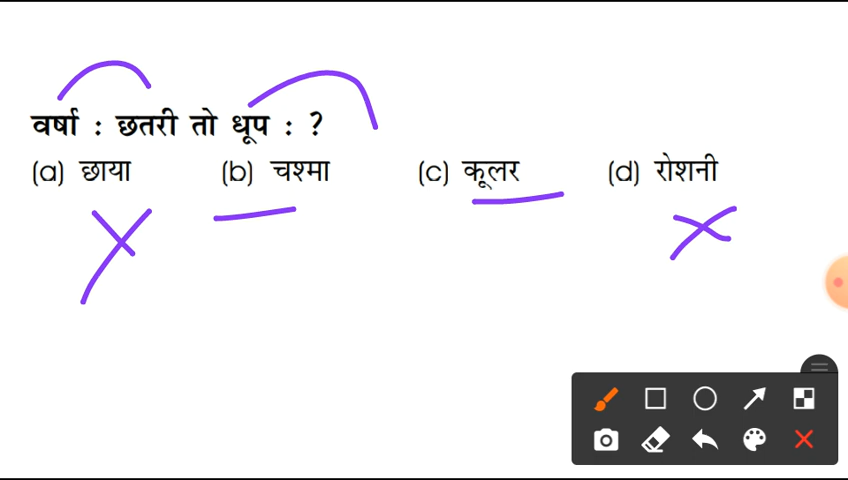 वर्षा : छतरी तो धूप : ?
(a) छाया (b) चश्मा (c) कूलर (d) रोशनी